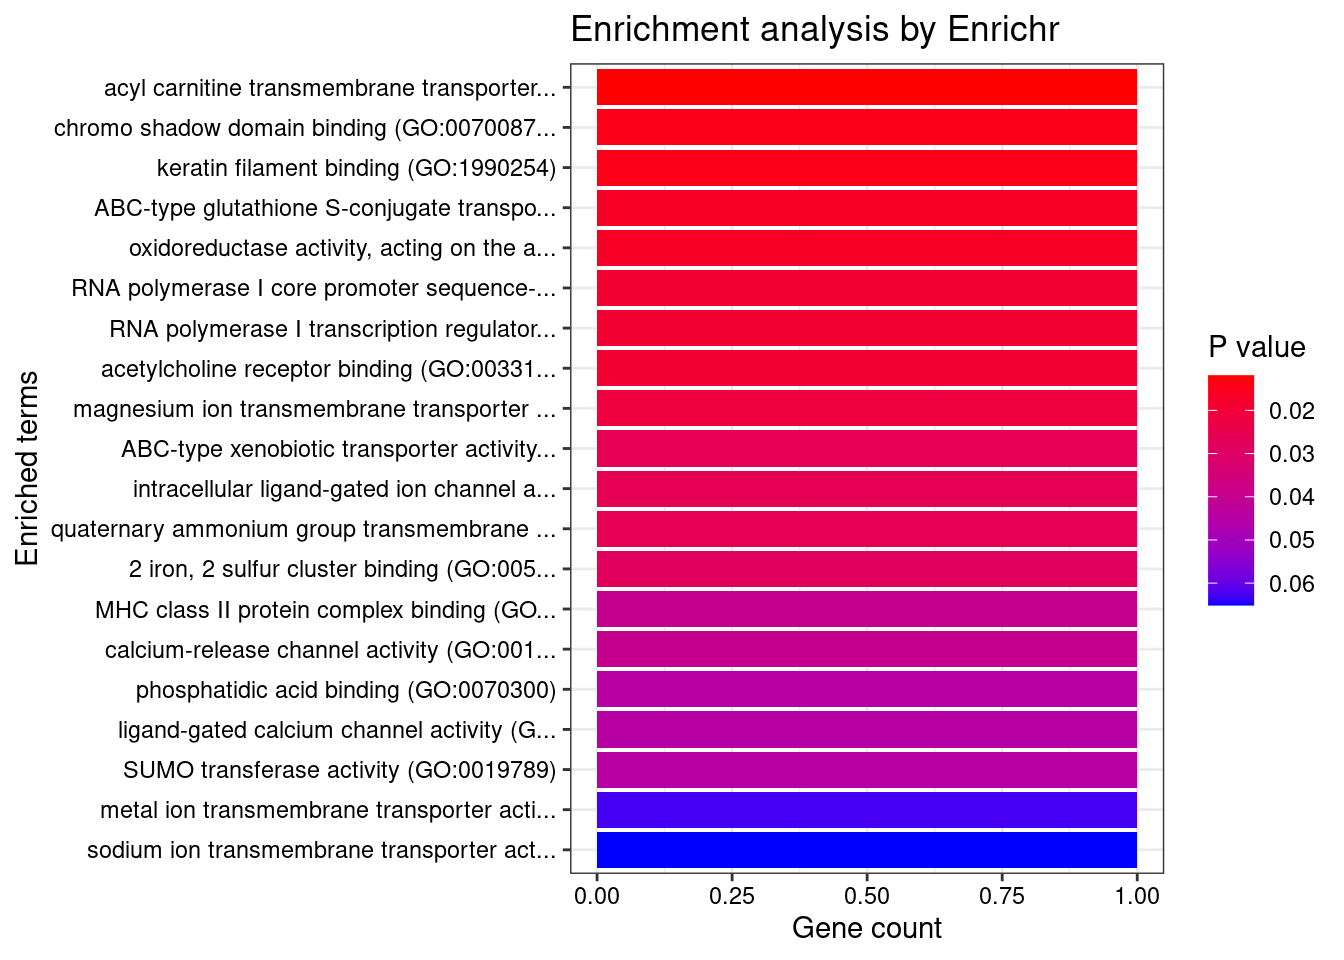 Enrichment analysis by Enrichr
acyl carnitine transmembrane transporter...
chromo shadow domain binding (GO:0070087...
keratin filament binding (GO:1990254)
ABC-type glutathione S-conjugate transpo...
oxidoreductase activity, acting on the a...
RNA polymerase I core promoter sequence-...
RNA polymerase I transcription regulator...
acetylcholine receptor binding (GO:00331...
magnesium ion transmembrane transporter ...
ABC-type xenobiotic transporter activity...
intracellular ligand-gated ion channel a...
quaternary ammonium group transmembrane ...
2 iron, 2 sulfur cluster binding (GO:005...
MHC class II protein complex binding (GO...
calcium-release channel activity (GO:001...
phosphatidic acid binding (GO:0070300)
ligand-gated calcium channel activity (G...
SUMO transferase activity (GO:0019789)
metal ion transmembrane transporter acti...
sodium ion transmembrane transporter act...
Enriched terms
0.00 0.25 0.50 0.75 1.00
Gene count
P value
0.02
0.03
0.04
0.05
0.06